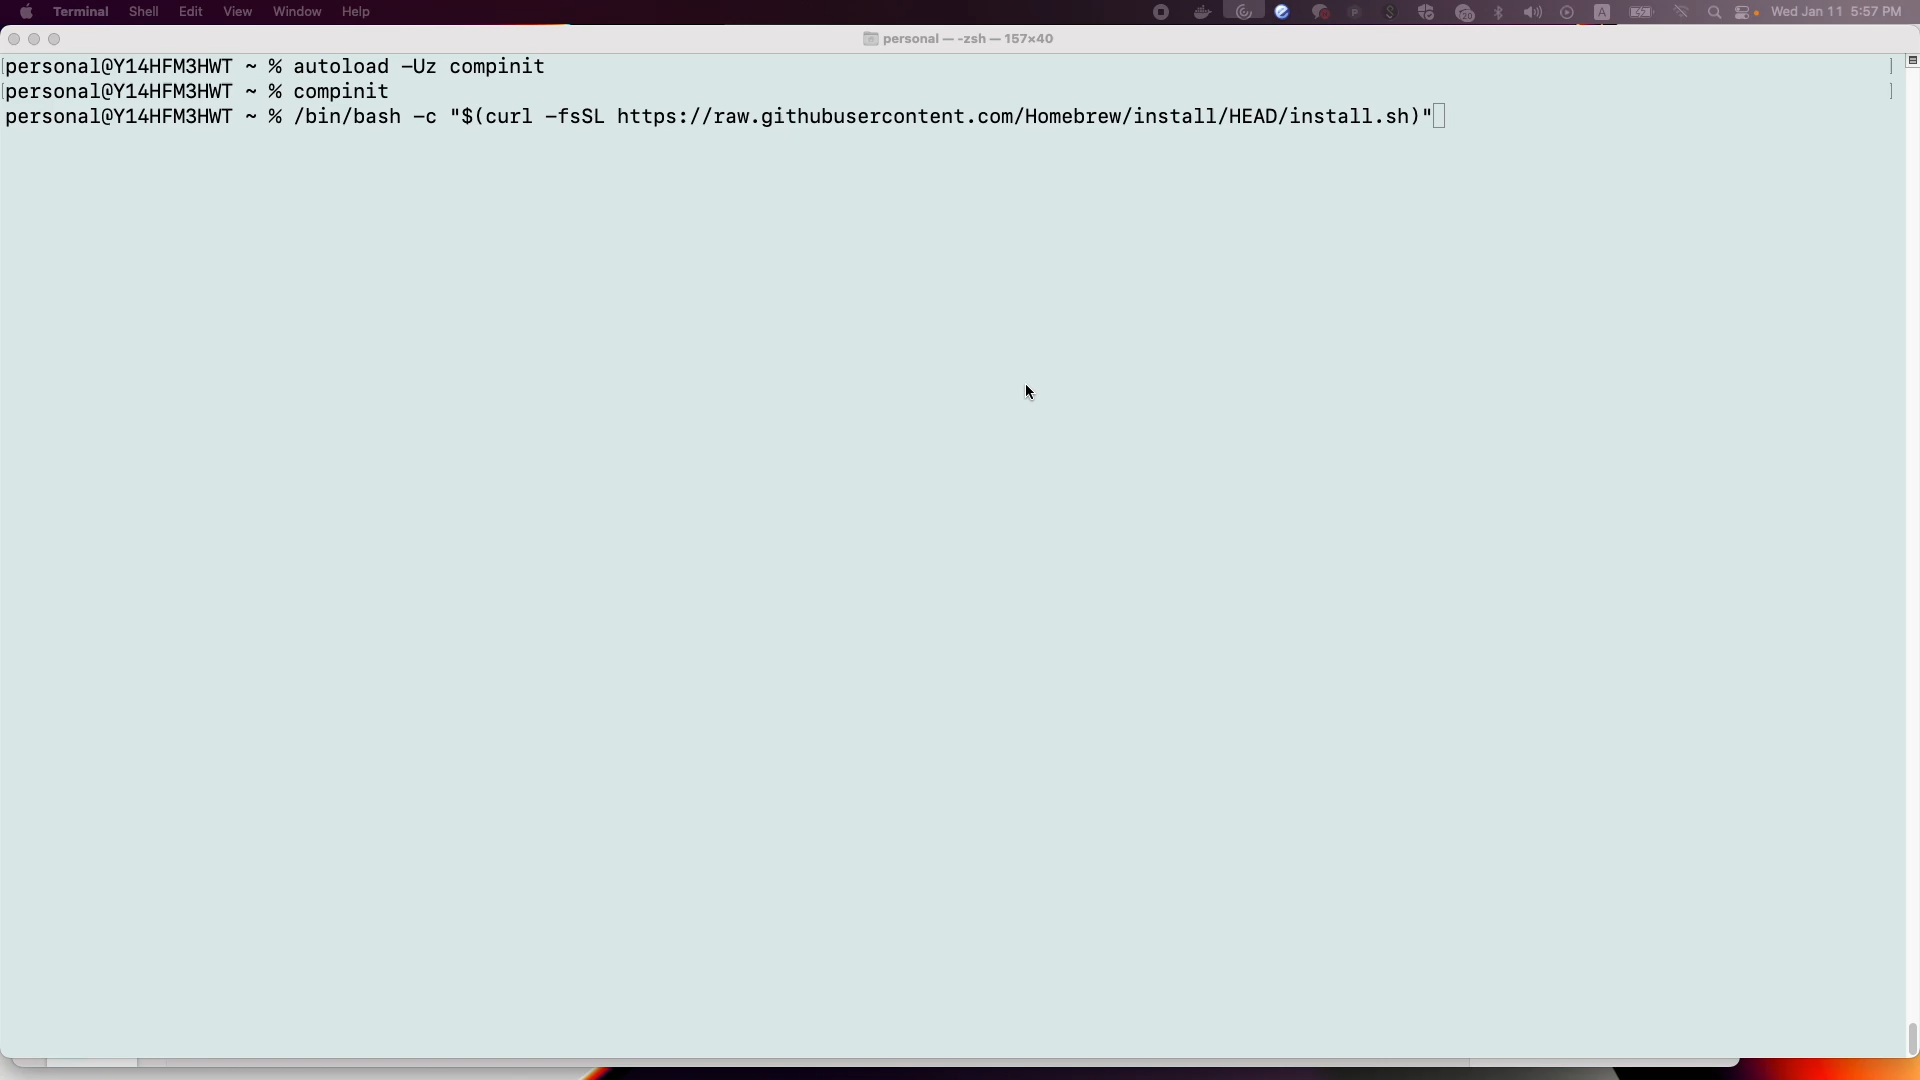 Terminal Shell Edit View Window Help A Wed Jan 11 5:57 PM
personal — -zsh — 157×40
personal@Y14HFM3HWT ~ % autoload -Uz compinit
personal@Y14HFM3HWT ~ % compinit
personal@Y14HFM3HWT ~ % /bin/bash -c "$(curl -fsSL https://raw.githubusercontent.com/Homebrew/install/HEAD/install.sh)"